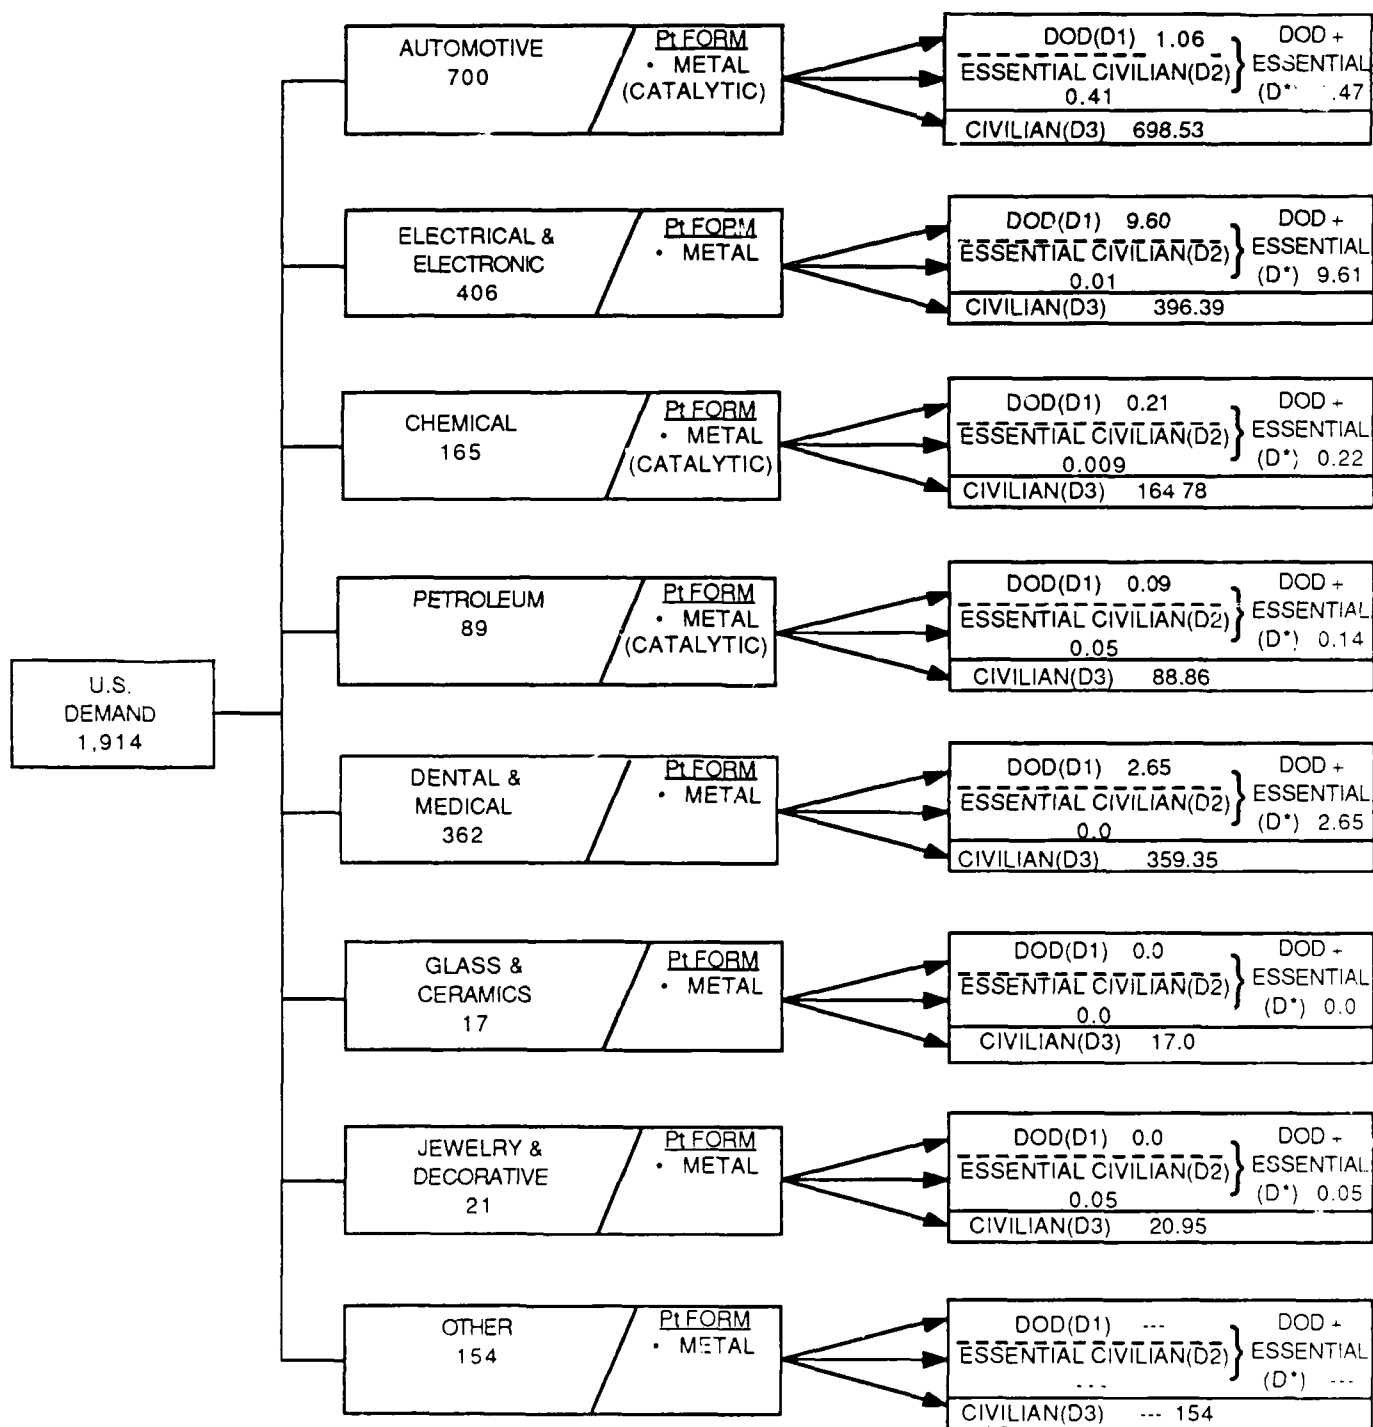 U.S.
DEMAND
1,914
AUTOMOTIVE
700
Pt FORM
• METAL
(CATALYTIC)
DOD(D1) 1.06
ESSENTIAL CIVILIAN(D2)
0.41
DOD +
ESSENTIAL
(D* .47
CIVILIAN(D3) 698.53
ELECTRICAL &
ELECTRONIC
406
Pt FORM
• METAL
DOD(D1) 9.60
ESSENTIAL CIVILIAN(D2)
0.01
DOD +
ESSENTIAL
(D*) 9.61
CIVILIAN(D3) 396.39
CHEMICAL
165
Pt FORM
• METAL
(CATALYTIC)
DOD(D1) 0.21
ESSENTIAL CIVILIAN(D2)
0.009
DOD +
ESSENTIAL
(D*) 0.22
CIVILIAN(D3) 164 78
PETROLEUM
89
Pt FORM
• METAL
(CATALYTIC)
DOD(D1) 0.09
ESSENTIAL CIVILIAN(D2)
0.05
DOD +
ESSENTIAL
(D*) 0.14
CIVILIAN(D3) 88.86
DENTAL &
MEDICAL
362
Pt FORM
• METAL
DOD(D1) 2.65
ESSENTIAL CIVILIAN(D2)
0.0
DOD +
ESSENTIAL
(D*) 2.65
CIVILIAN(D3) 359.35
GLASS &
CERAMICS
17
Pt FORM
• METAL
DOD(D1) 0.0
ESSENTIAL CIVILIAN(D2)
0.0
DOD +
ESSENTIAL
(D*) 0.0
CIVILIAN(D3) 17.0
JEWELRY &
DECORATIVE
21
Pt FORM
• METAL
DOD(D1) 0.0
ESSENTIAL CIVILIAN(D2)
0.05
DOD +
ESSENTIAL
(D*) 0.05
CIVILIAN(D3) 20.95
OTHER
154
Pt FORM
• METAL
DOD(D1) ---
ESSENTIAL CIVILIAN(D2)
---
DOD +
ESSENTIAL
(D*) ---
CIVILIAN(D3) --- 154